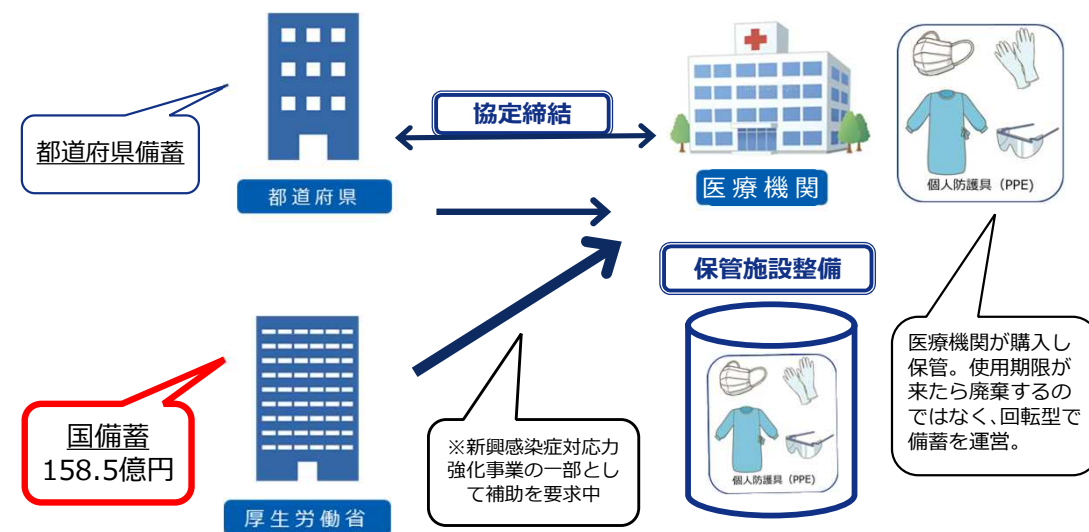 都道府県備蓄
都道府県
協定締結
医療機関
個人防護具（PPE)
保管施設整備
国備蓄
158.5億円
厚生労働省
※新興感染症対応力
強化事業の一部とし
て補助を要求中
個人防護具（PPE)
医療機関が購入し
保管。使用期限が
来たら廃棄するの
ではなく、回転型で
備蓄を運営。